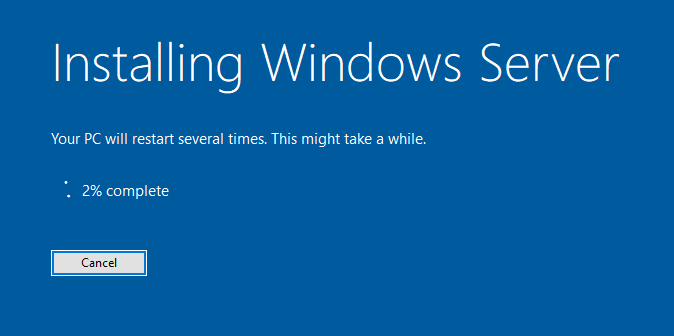 Installing Windows Server
Your PC will restart several times. This might take a while.
2% complete
Cancel